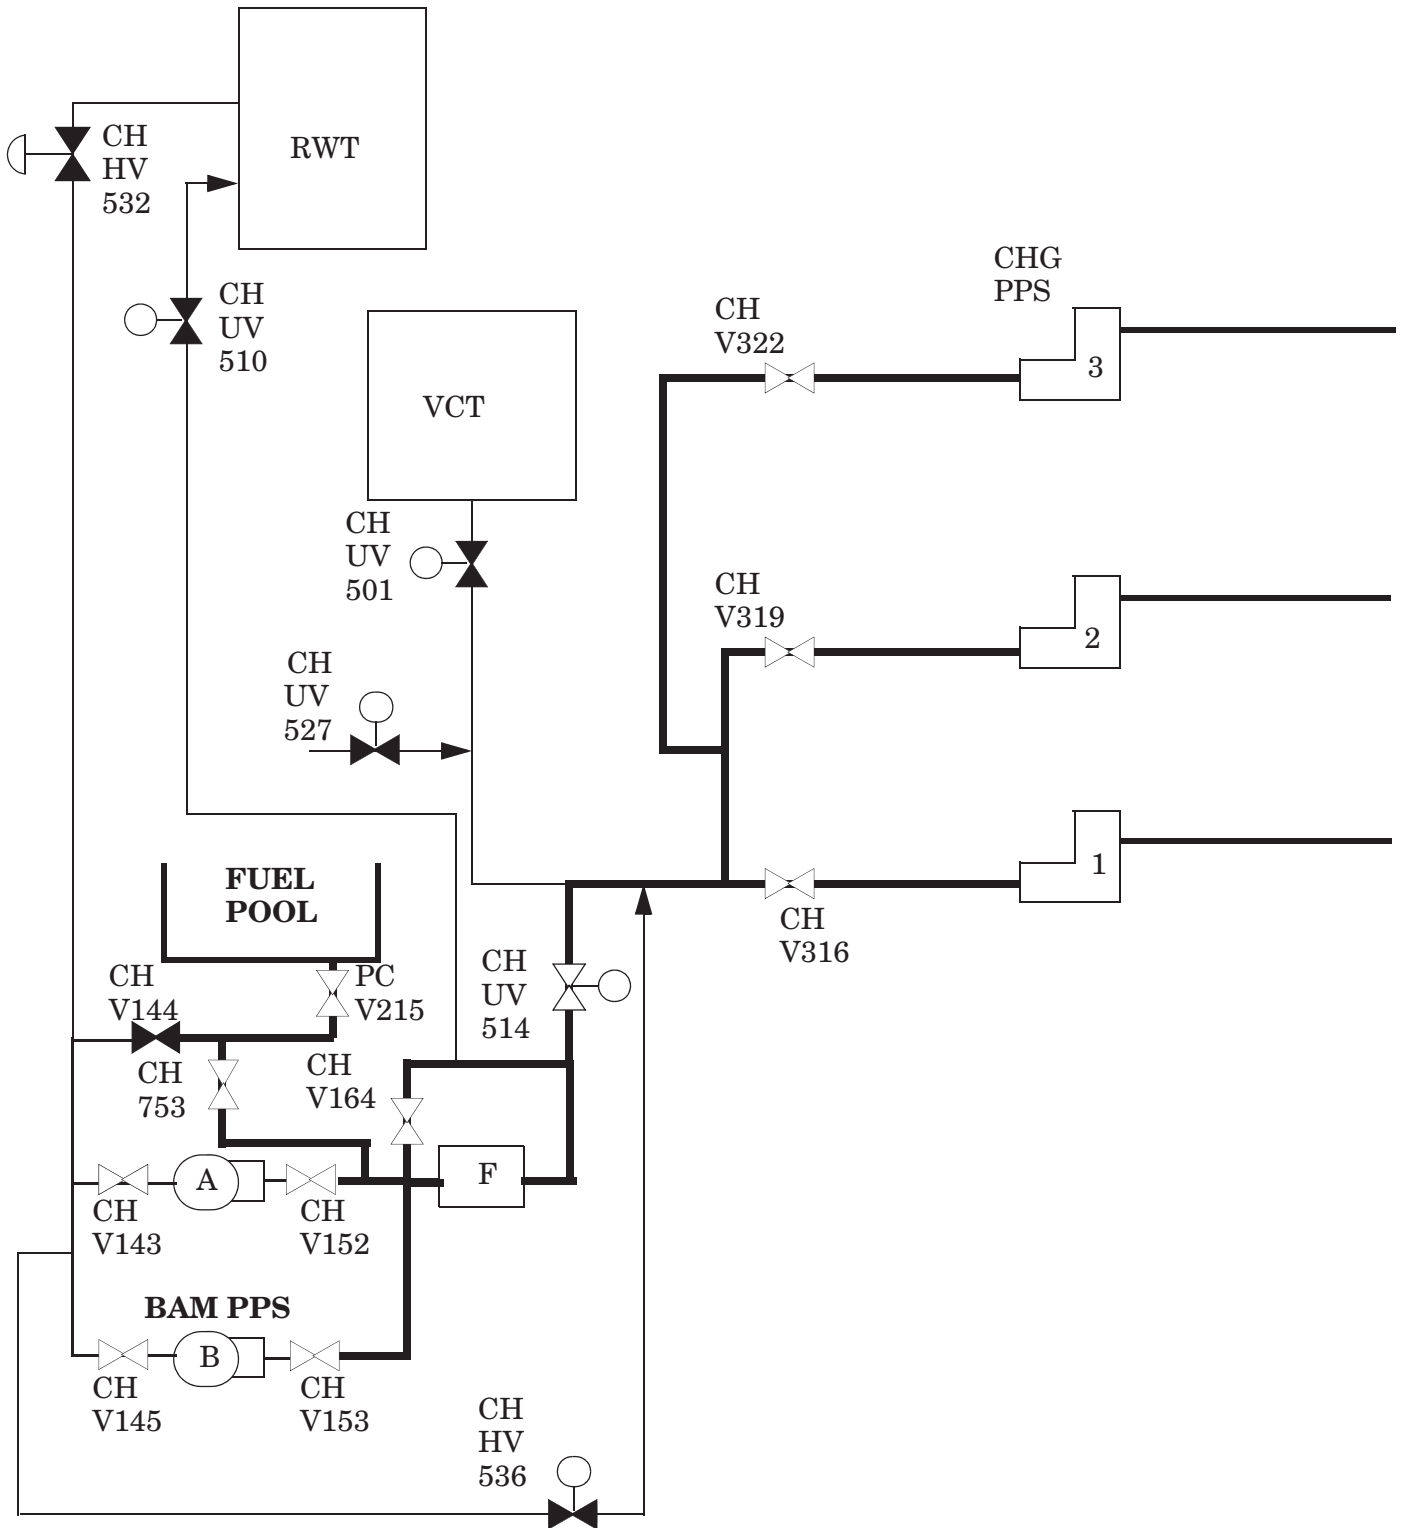 RWT
CH
HV
532
CH
UV
510
CHG
PPS
CH
V322
3
VCT
CH
UV
501
CH
V319
2
CH
UV
527
1
FUEL
POOL
CH
V316
CH
UV
514
CH
V144
PC
V215
CH
753
CH
V164
A
F
CH
V143
CH
V152
BAM PPS
B
CH
V145
CH
V153
CH
HV
536